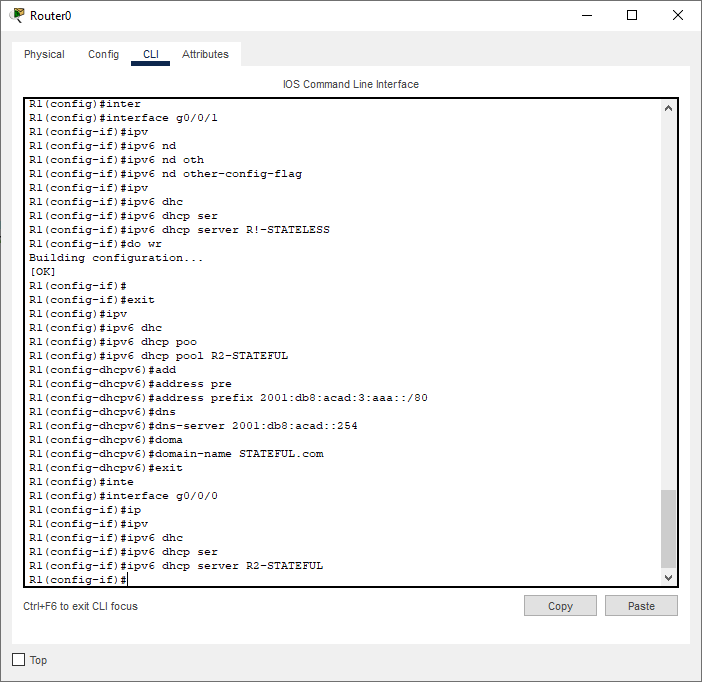 Router0
Physical Config CLI Attributes
IOS Command Line Interface
R1(config)#inter
R1(config)#interface g0/0/1
R1(config-if)#ipv
R1(config-if)#ipv6 nd
R1(config-if)#ipv6 nd oth
R1(config-if)#ipv6 nd other-config-flag
R1(config-if)#ipv
R1(config-if)#ipv6 dhc
R1(config-if)#ipv6 dhcp ser
R1(config-if)#ipv6 dhcp server R!-STATELESS
R1(config-if)#do wr
Building configuration...
[OK]
R1(config-if)#
R1(config-if)#exit
R1(config)#ipv
R1(config)#ipv6 dhc
R1(config)#ipv6 dhcp poo
R1(config)#ipv6 dhcp pool R2-STATEFUL
R1(config-dhcpv6)#add
R1(config-dhcpv6)#address pre
R1(config-dhcpv6)#address prefix 2001:db8:acad:3:aaa::/80
R1(config-dhcpv6)#dns
R1(config-dhcpv6)#dns-server 2001:db8:acad::254
R1(config-dhcpv6)#doma
R1(config-dhcpv6)#domain-name STATEFUL.com
R1(config-dhcpv6)#exit
R1(config)#inte
R1(config)#interface g0/0/0
R1(config-if)#ip
R1(config-if)#ipv
R1(config-if)#ipv6 dhc
R1(config-if)#ipv6 dhcp ser
R1(config-if)#ipv6 dhcp server R2-STATEFUL
R1(config-if)#
Ctrl+F6 to exit CLI focus
Copy Paste
Top